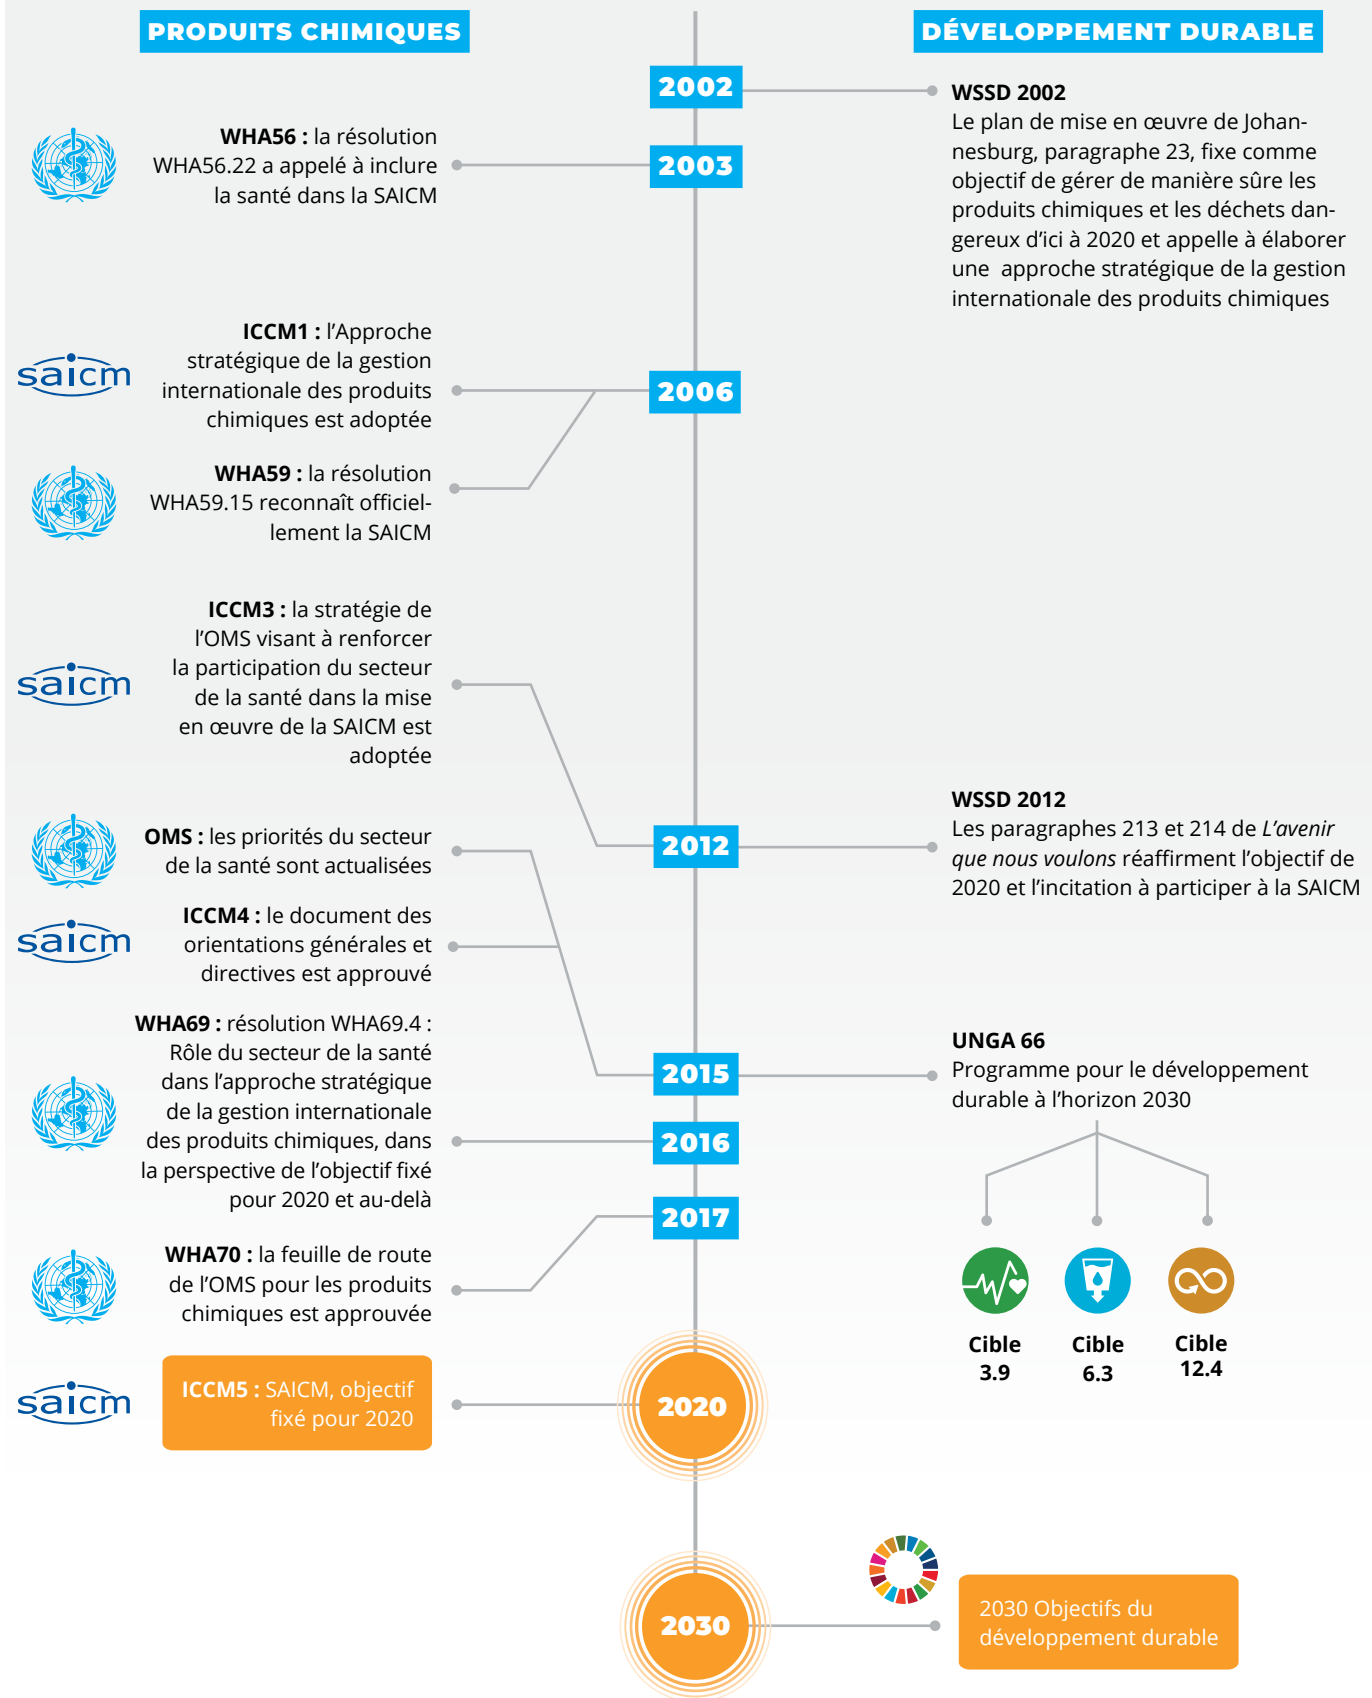 PRODUITS CHIMIQUES
DÉVELOPPEMENT DURABLE
2002
WSSD 2002
Le plan de mise en œuvre de Johan-
nesburg, paragraphe 23, fixe comme
objectif de gérer de manière sûre les
produits chimiques et les déchets dan-
gereux d’ici à 2020 et appelle à élaborer
une approche stratégique de la gestion
internationale des produits chimiques
2003
WHA56 : la résolution
WHA56.22 a appelé à inclure
la santé dans la SAICM
2006
saicm
ICCM1 : l’Approche
stratégique de la gestion
internationale des produits
chimiques est adoptée
WHA59 : la résolution
WHA59.15 reconnaît officiel-
lement la SAICM
saicm
ICCM3 : la stratégie de
l’OMS visant à renforcer
la participation du secteur
de la santé dans la mise
en œuvre de la SAICM est
adoptée
2012
WSSD 2012
Les paragraphes 213 et 214 de L’avenir
que nous voulons réaffirment l’objectif de
2020 et l’incitation à participer à la SAICM
OMS : les priorités du secteur
de la santé sont actualisées
saicm
ICCM4 : le document des
orientations générales et
directives est approuvé
2015
UNGA 66
Programme pour le développement
durable à l’horizon 2030
Cible
3.9
Cible
6.3
Cible
12.4
2016
WHA69 : résolution WHA69.4 :
Rôle du secteur de la santé
dans l’approche stratégique
de la gestion internationale
des produits chimiques, dans
la perspective de l’objectif fixé
pour 2020 et au-delà
2017
WHA70 : la feuille de route
de l’OMS pour les produits
chimiques est approuvée
saicm
ICCM5 : SAICM, objectif
fixé pour 2020
2020
2030
2030 Objectifs du
développement durable